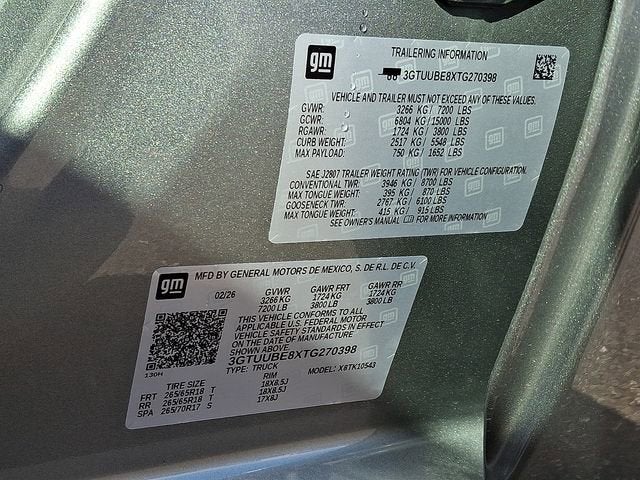 gm
TRAILERING INFORMATION
3GTUUBE8XTG270398
VEHICLE AND TRAILER MUST NOT EXCEED ANY OF THESE VALUES.
GVWR: 3266 KG/ 7200 LBS
GCWR: 6804 KG/15000 LBS
RGAWR: 1724 KG/ 3800 LBS
CURB WEIGHT: 2517 KG/ 5548 LBS
MAX PAYLOAD: 750 KG/ 1652 LBS
SAE J2807 TRAILER WEIGHT RATING (TWR) FOR VEHICLE CONFIGURATION.
CONVENTIONAL TWR: 3946 KG/ 8700 LBS
MAX TONGUE WEIGHT: 395 KG/ 870 LBS
GOOSENECK TWR: 2767 KG/ 6100 LBS
MAX TONGUE WEIGHT: 415 KG/ 915 LBS
SEE OWNER'S MANUAL FOR MORE INFORMATION
gm
MFD BY GENERAL MOTORS DE MEXICO, S. DE R.L. DE C.V.
02/26 GVWR GAWR FRT GAWR RR
3266 KG 1724 KG 1724 KG
7200 LB 3800 LB 3800 LB
THIS VEHICLE CONFORMS TO ALL
APPLICABLE U.S. FEDERAL MOTOR
VEHICLE SAFETY STANDARDS IN EFFECT
ON THE DATE OF MANUFACTURE
SHOWN ABOVE.
3GTUUBE8XTG270398
TYPE: TRUCK MODEL: X8TK10543
130H
TIRE SIZE RIM
FRT 265/65R18 T 18X8.5J
RR 265/65R18 T 18X8.5J
SPA 265/70R17 S 17X8J